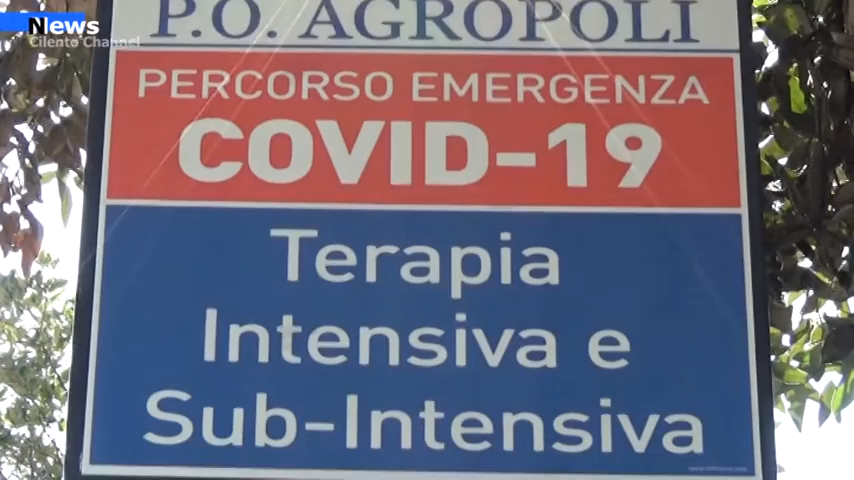 News
Cilento Channel
P.O. AGROPOLI
PERCORSO EMERGENZA
COVID-19
Terapia
Intensiva e
Sub-Intensiva